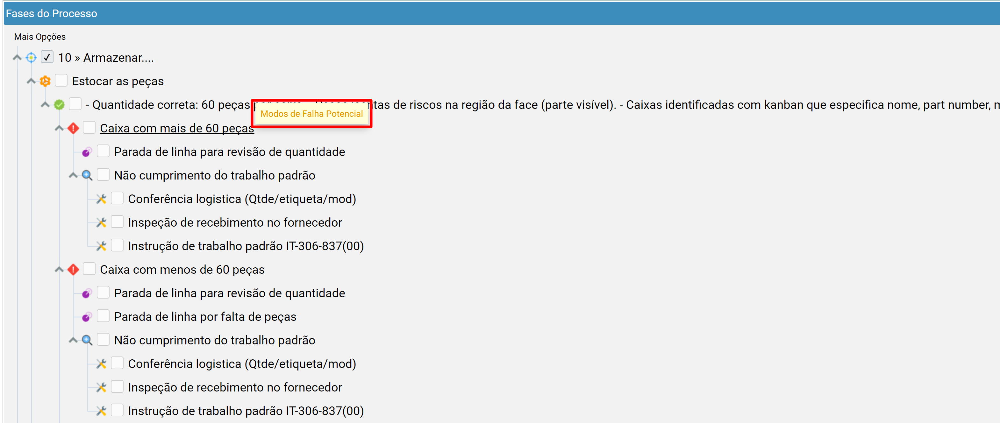 Fases do Processo
Mais Opções
10 » Armazenar....
Estocar as peças
- Quantidade correta: 60 peças tas de riscos na região da face (parte visível). - Caixas identificadas com kanban que especifica nome, part number,
Modos de Falha Potencial
Caixa com mais de 60 peças
Parada de linha para revisão de quantidade
Não cumprimento do trabalho padrão
Conferência logistica (Qtde/etiqueta/mod)
Inspeção de recebimento no fornecedor
Instrução de trabalho padrão IT-306-837(00)
Caixa com menos de 60 peças
Parada de linha para revisão de quantidade
Parada de linha por falta de peças
Não cumprimento do trabalho padrão
Conferência logistica (Qtde/etiqueta/mod)
Inspeção de recebimento no fornecedor
Instrução de trabalho padrão IT-306-837(00)